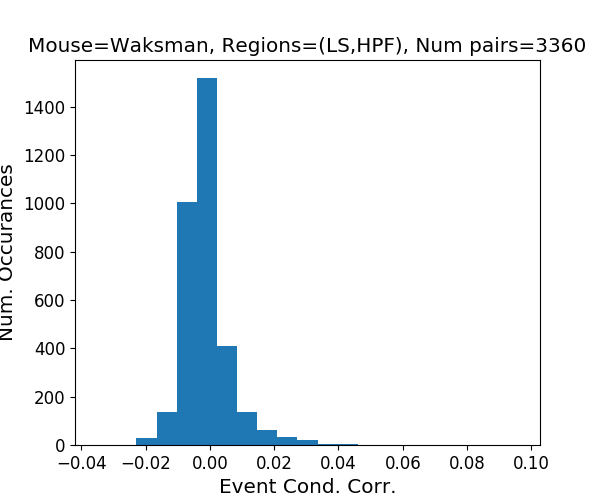 Mouse=Waksman, Regions=(LS,HPF), Num pairs=3360
Num. Occurances
1400
1200
1000
800
600
400
200
0
−0.04 −0.02 0.00 0.02 0.04 0.06 0.08 0.10
Event Cond. Corr.